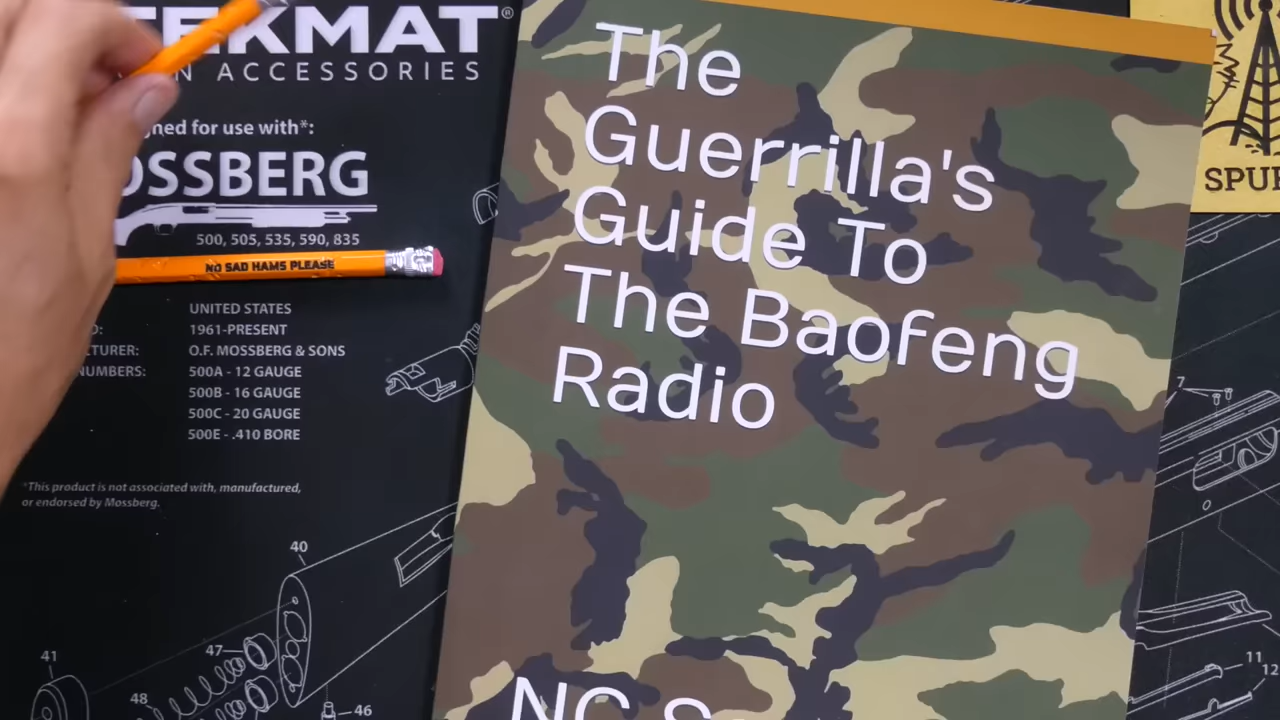 EKMAT®
N ACCESSORIES
gned for use with*:
OSSBERG
500, 505, 535, 590, 835
NO SAD HAMS PLEASE
UNITED STATES
D: 1961-PRESENT
CTURER: O.F. MOSSBERG & SONS
NUMBERS: 500A - 12 GAUGE
500B - 16 GAUGE
500C - 20 GAUGE
500E - .410 BORE
*This product is not associated with, manufactured,
or endorsed by Mossberg.
40
41
47
48
46
The
Guerrilla's
Guide To
The Baofeng
Radio
NC S
SPU
7
11
12